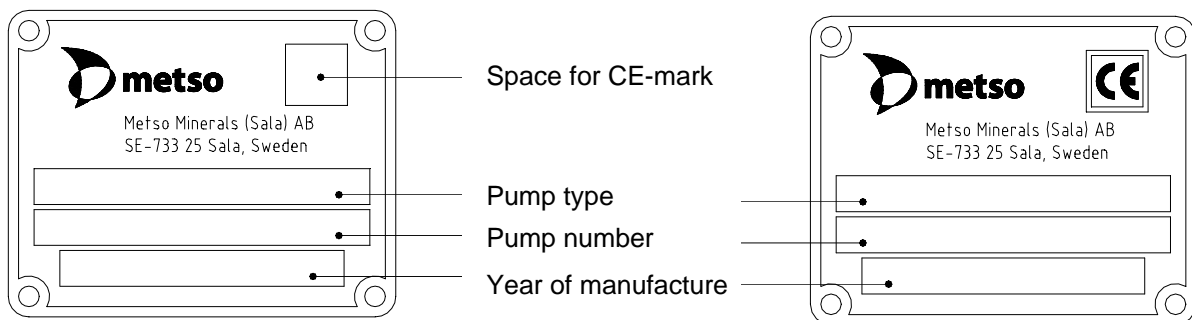 metso
Metso Minerals (Sala) AB
SE-733 25 Sala, Sweden
Space for CE-mark
Pump type
Pump number
Year of manufacture
metso
CE
Metso Minerals (Sala) AB
SE-733 25 Sala, Sweden